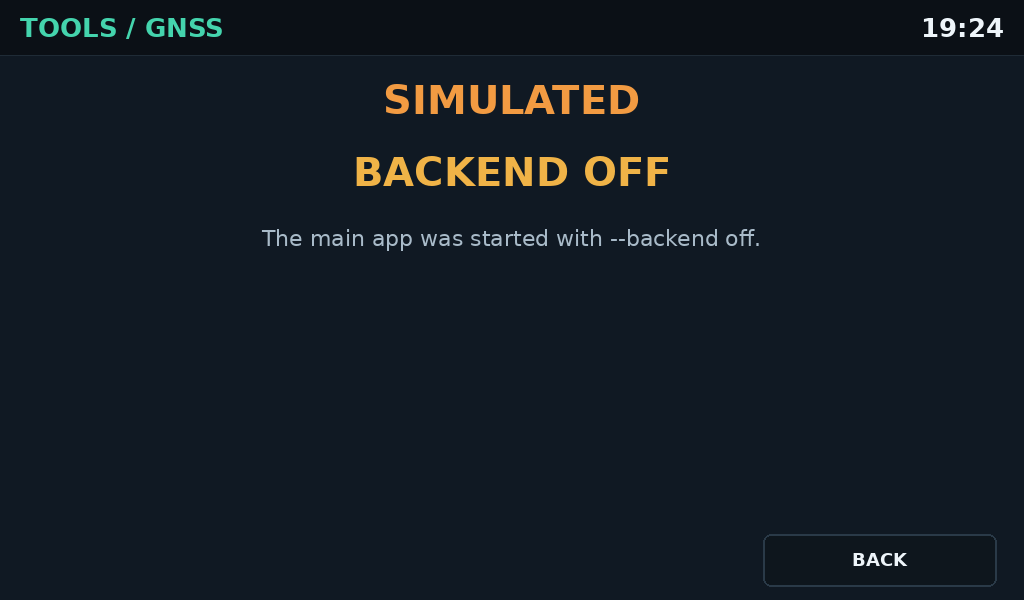 TOOLS / GNSS
19:24
SIMULATED
BACKEND OFF
The main app was started with --backend off.
BACK